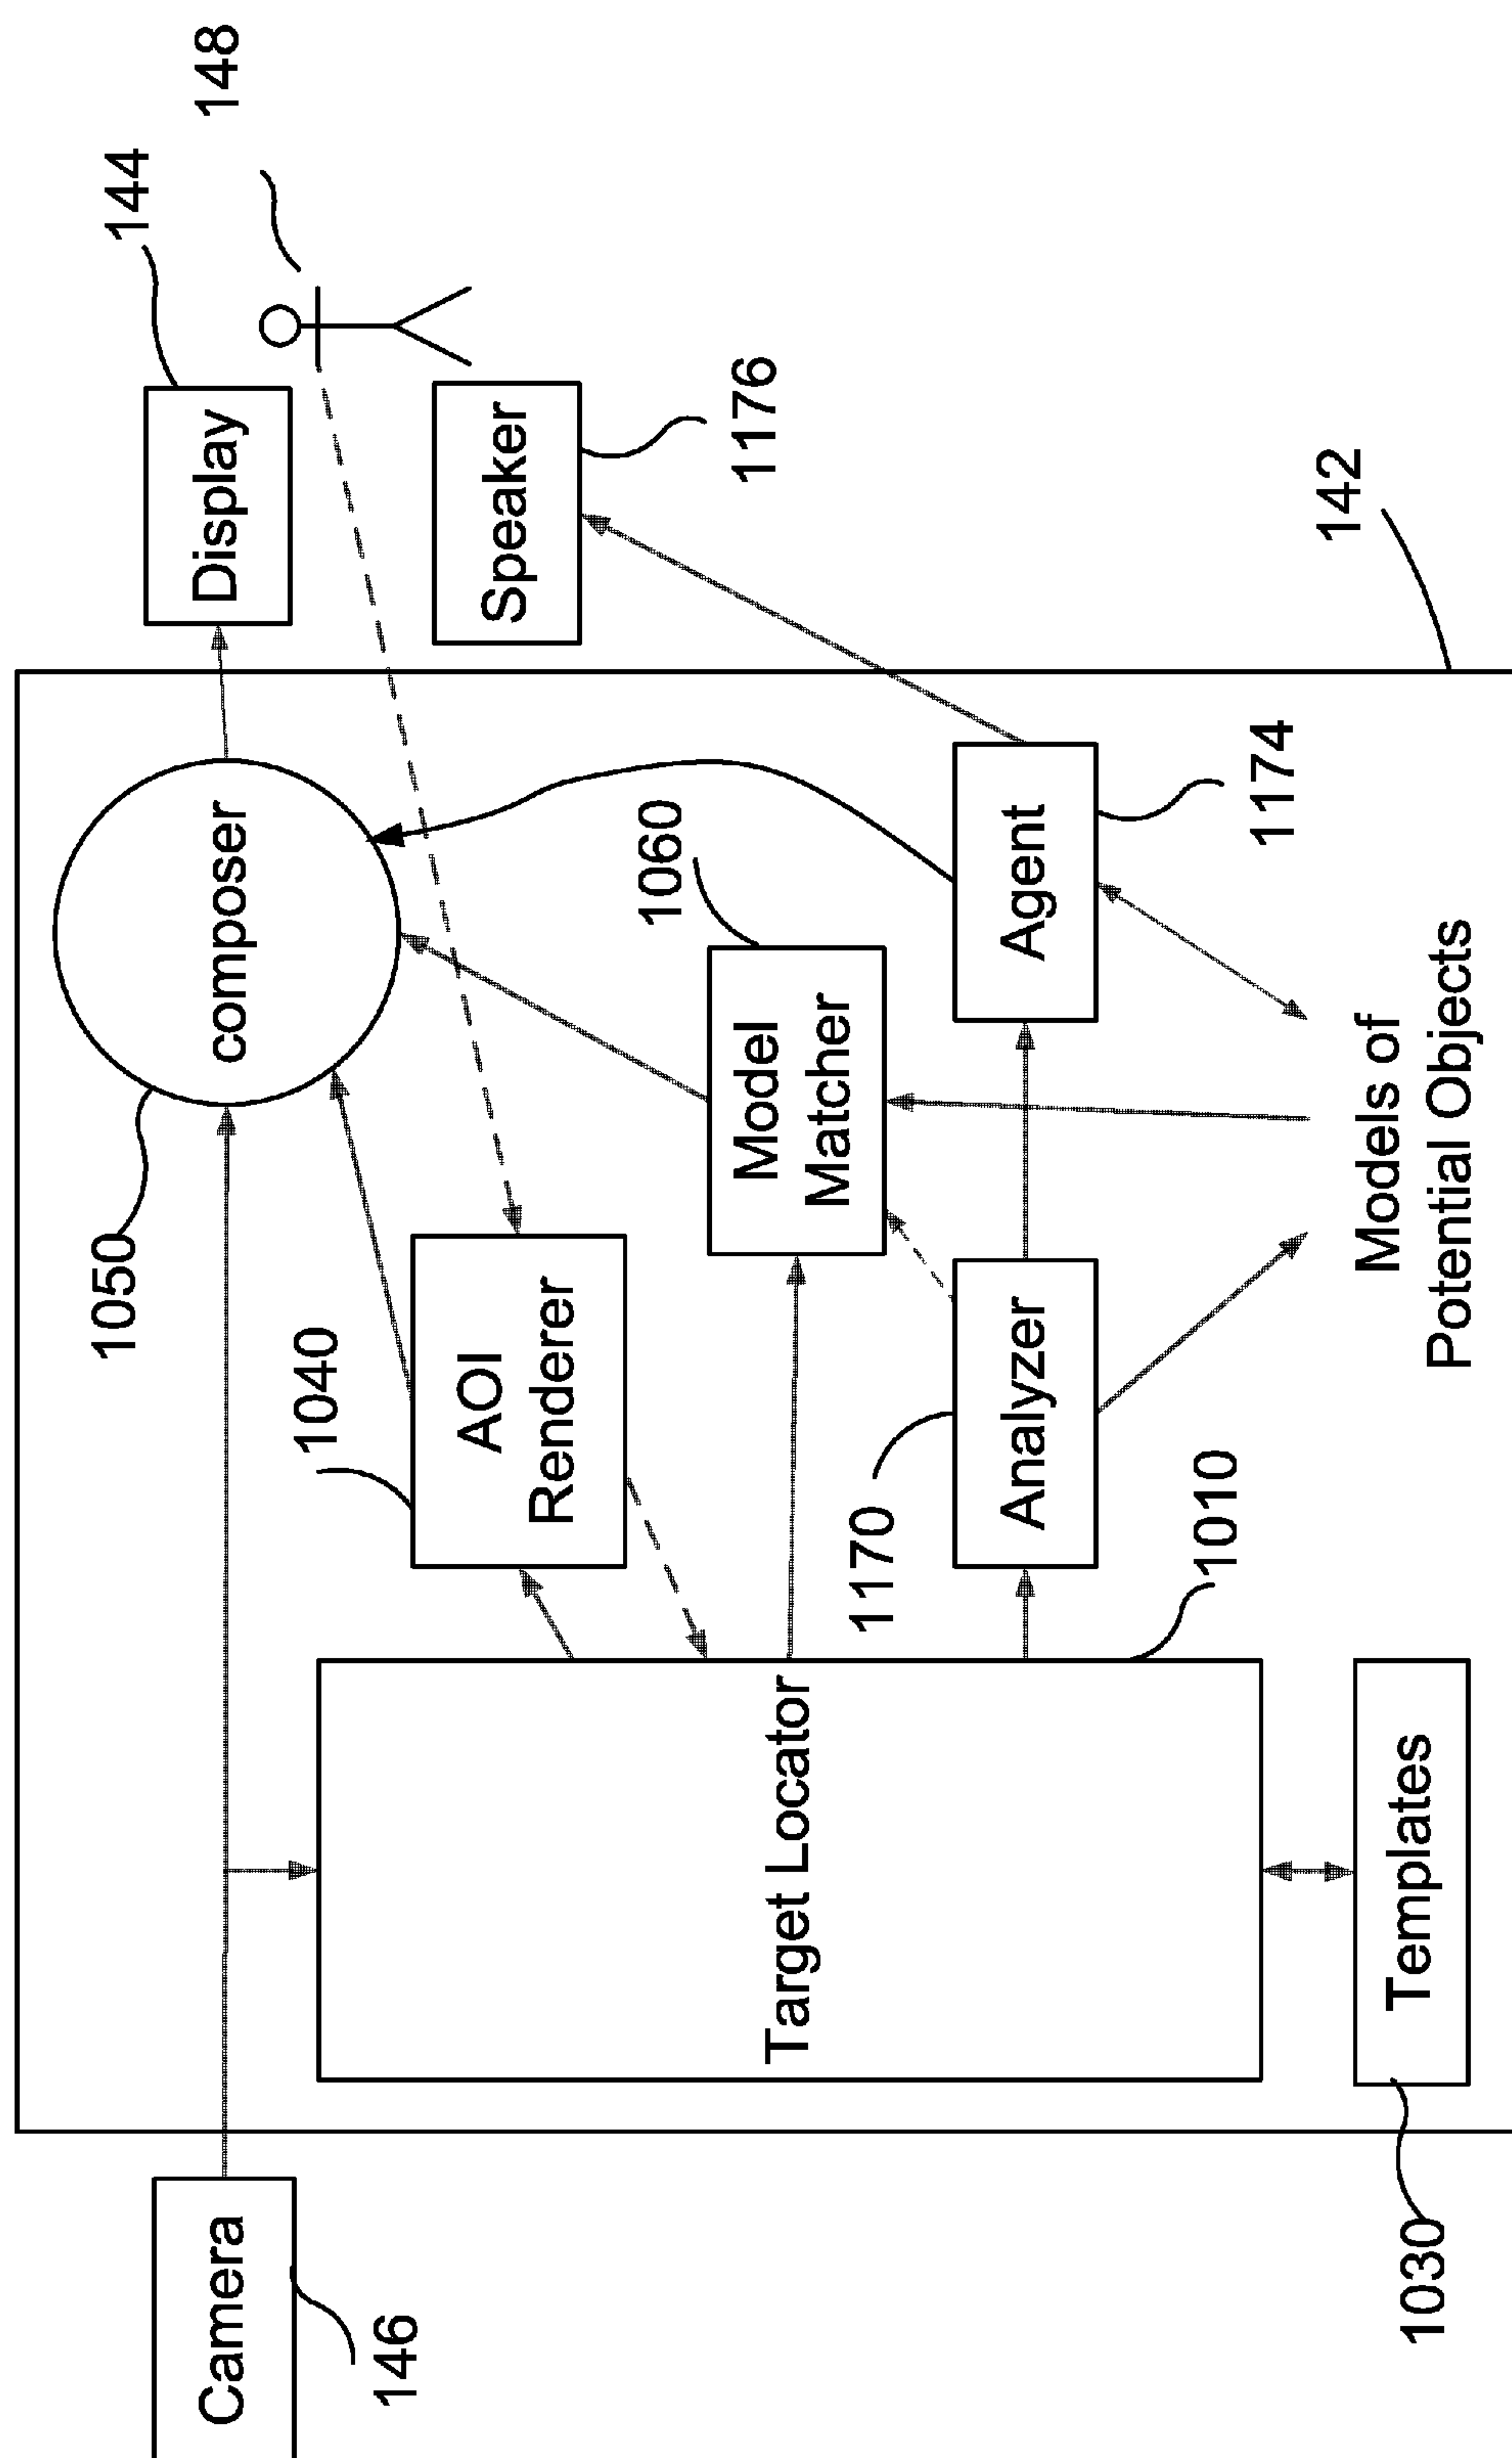 Camera
146
1050
composer
Display
144
148
1040
AOI
Renderer
1060
Model
Matcher
Speaker
1176
Target Locator
1170
Analyzer
Agent
1174
1010
142
Templates
1030
Models of
Potential Objects